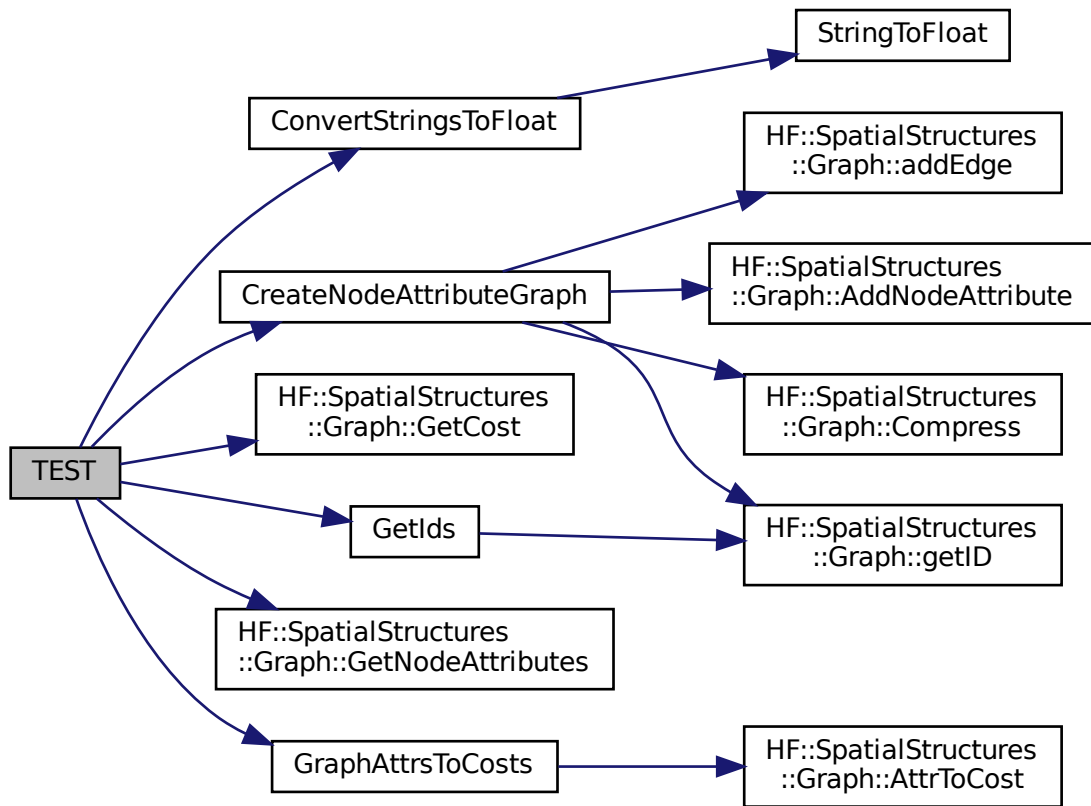 StringToFloat
ConvertStringsToFloat
HF::SpatialStructures
::Graph::addEdge
CreateNodeAttributeGraph
HF::SpatialStructures
::Graph::AddNodeAttribute
HF::SpatialStructures
::Graph::GetCost
HF::SpatialStructures
::Graph::Compress
TEST
GetIds
HF::SpatialStructures
::Graph::getID
HF::SpatialStructures
::Graph::GetNodeAttributes
GraphAttrsToCosts
HF::SpatialStructures
::Graph::AttrToCost